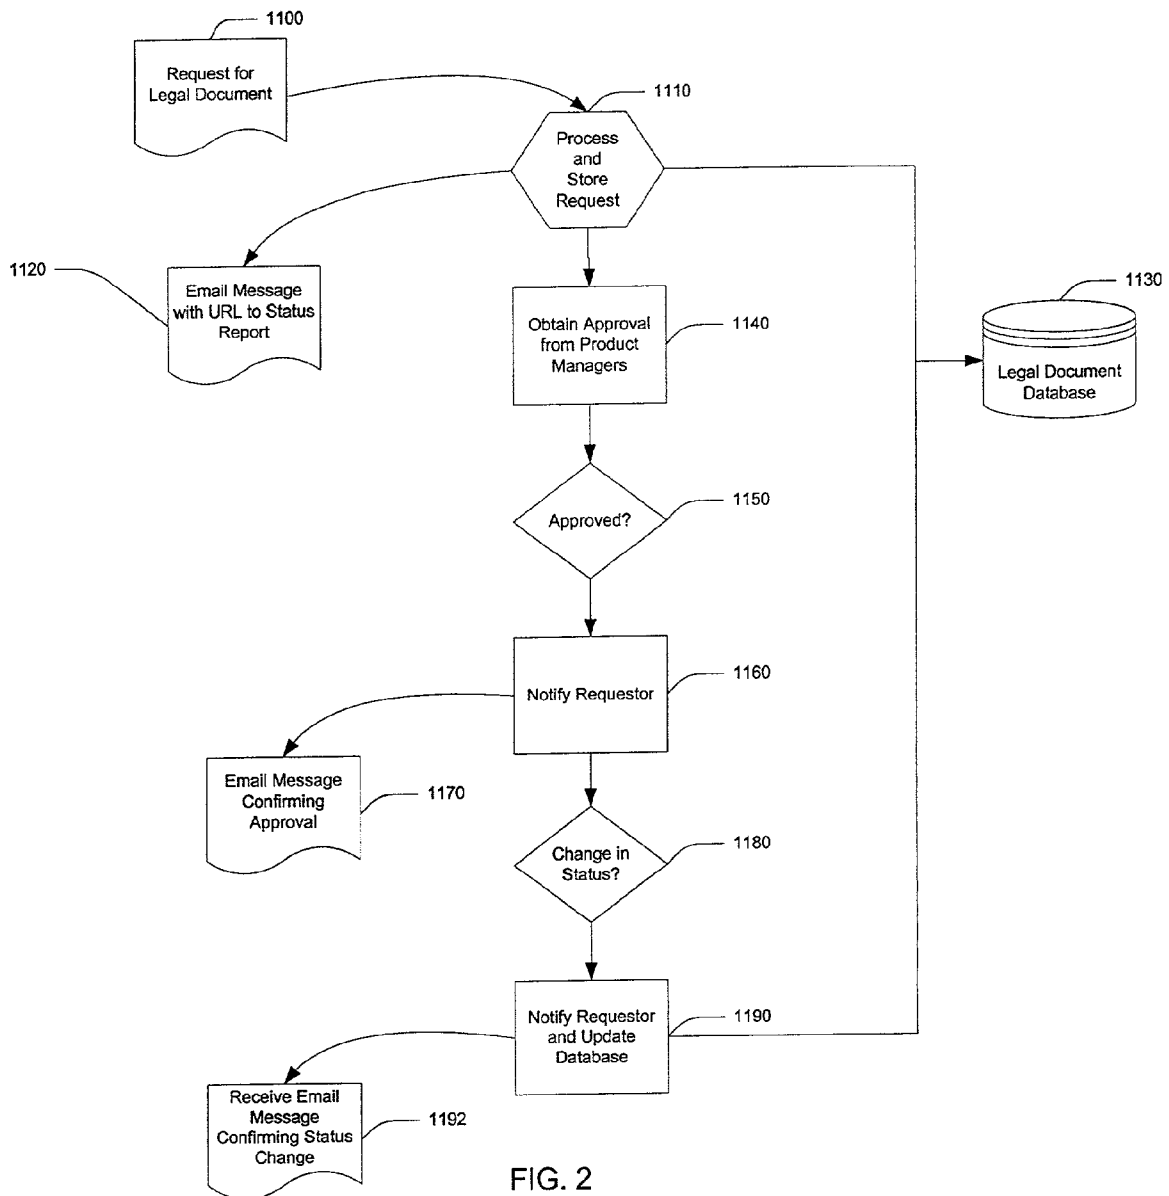 1100
Request for
Legal Document
1110
Process
and
Store
Request
1120
Email Message
with URL to Status
Report
1130
Legal Document
Database
Obtain Approval
from Product
Managers
1140
Approved?
1150
Notify Requestor
1160
Email Message
Confirming
Approval
1170
Change in
Status?
1180
Notify Requestor
and Update
Database
1190
Receive Email
Message
Confirming Status
Change
1192
FIG. 2